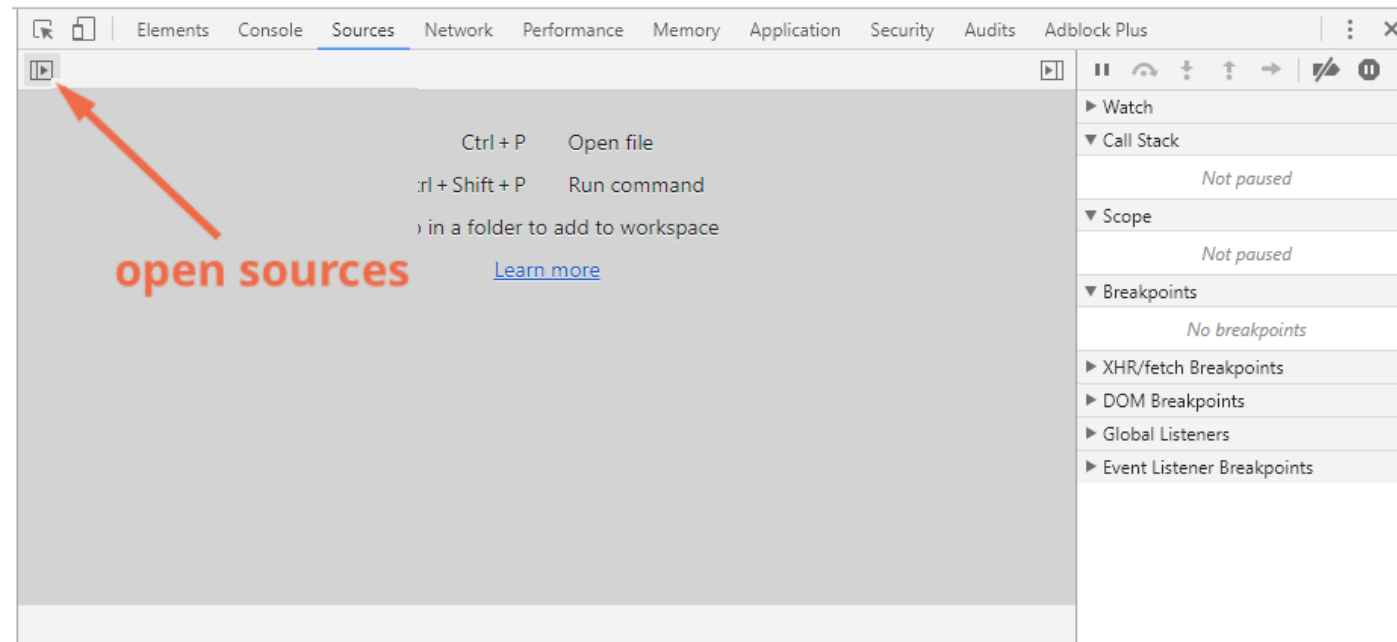 Elements Console Sources Network Performance Memory Application Security Audits Adblock Plus
Ctrl + P Open file
rl + Shift + P Run command
in a folder to add to workspace
Learn more
open sources
Watch
Call Stack
Not paused
Scope
Not paused
Breakpoints
No breakpoints
XHR/fetch Breakpoints
DOM Breakpoints
Global Listeners
Event Listener Breakpoints